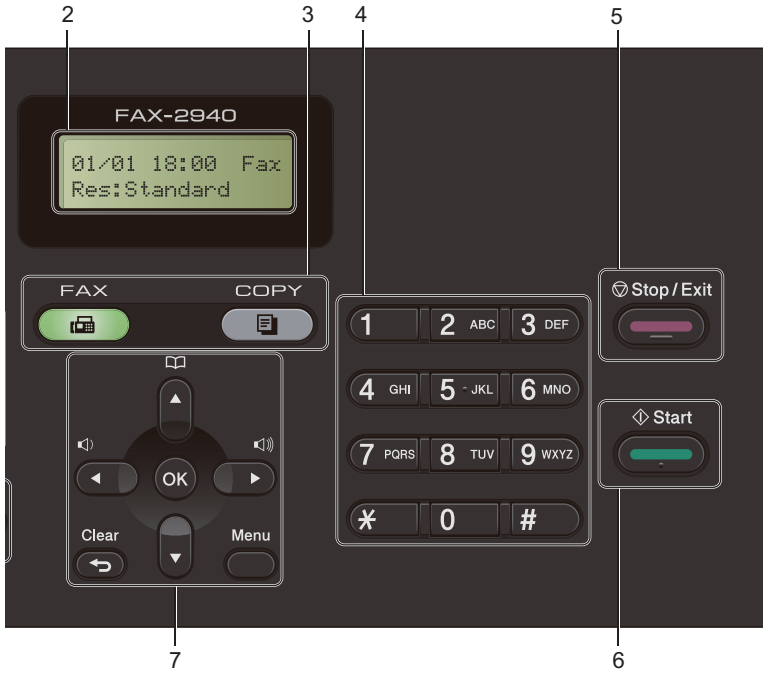 2 3 4 5
FAX-2940
01/01 18:00 Fax
Res:Standard
FAX COPY
Stop/Exit
1 2 ABC 3 DEF
4 GHI 5 JKL 6 MNO
Start
7 PQRS 8 TUV 9 WXYZ
OK
* 0 #
Clear Menu
7 6